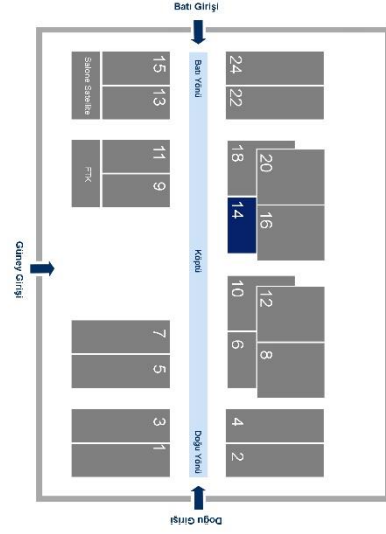 Batı Girişi
Salone Satellite
15
13
Batı Yönü
24
22
FTK
11
9
18
20
14
16
Köptü
Güney Girişi
10
12
6
8
7
5
3
1
Doğu Yönü
4
2
Doğu Girişi